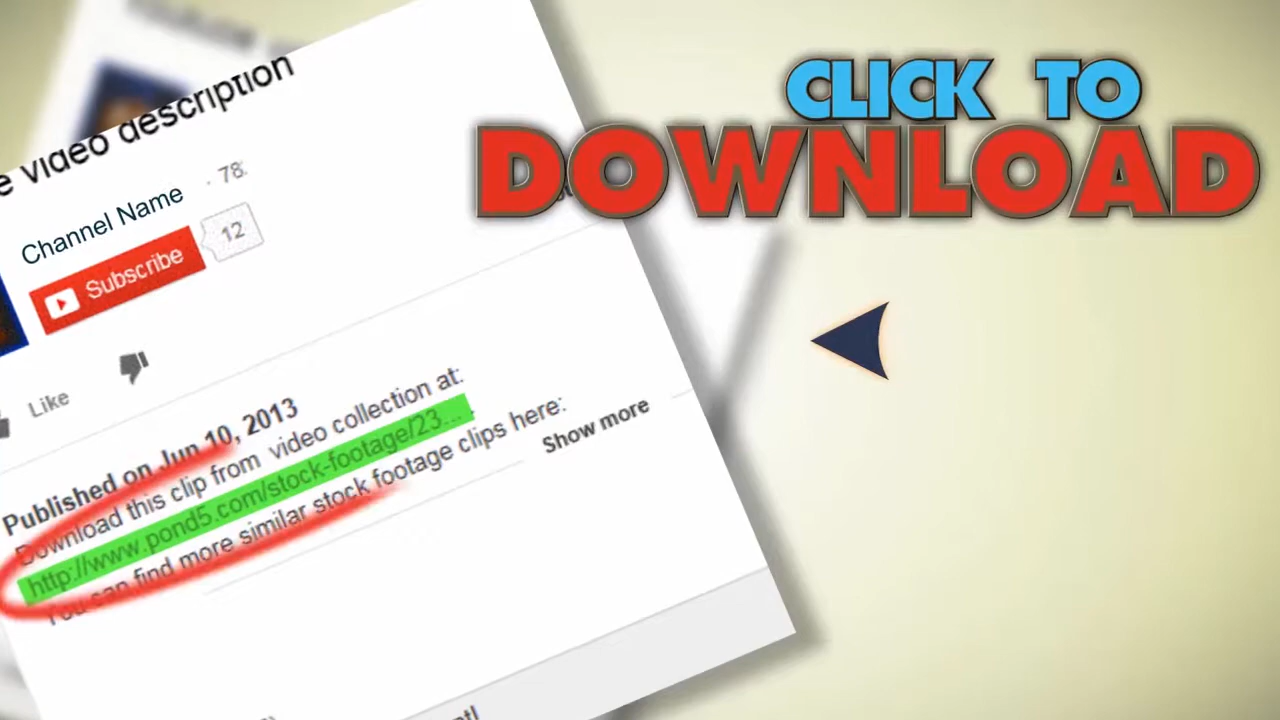 CLICK TO
DOWNLOAD
e video description
Channel Name
· 78
Subscribe
12
Like
Published on Jun 10, 2013
Download this clip from video collection at:
http://www.pond5.com/stock-footage/23...
You can find more similar stock footage clips here:
Show more